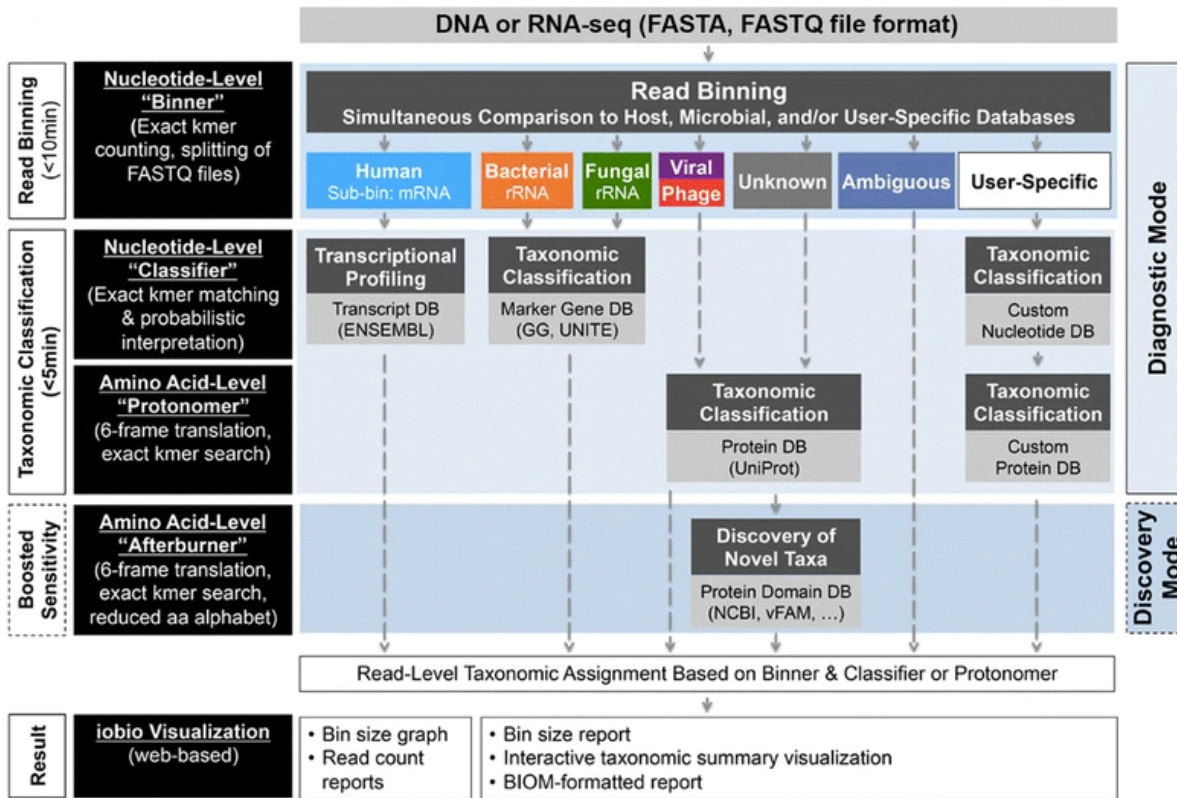 DNA or RNA-seq (FASTA, FASTQ file format)
Read Binning
(<10min)
Nucleotide-Level
“Binner”
(Exact kmer
counting, splitting of
FASTQ files)
Read Binning
Simultaneous Comparison to Host, Microbial, and/or User-Specific Databases
Human
Sub-bin: mRNA
Bacterial
rRNA
Fungal
rRNA
Viral
Phage
Unknown
Ambiguous
User-Specific
Diagnostic Mode
Taxonomic Classification
(<5min)
Nucleotide-Level
“Classifier”
(Exact kmer matching
& probabilistic
interpretation)
Transcriptional
Profiling
Transcript DB
(ENSEMBL)
Taxonomic
Classification
Marker Gene DB
(GG, UNITE)
Taxonomic
Classification
Custom
Nucleotide DB
Amino Acid-Level
“Protonomer”
(6-frame translation,
exact kmer search)
Taxonomic
Classification
Protein DB
(UniProt)
Taxonomic
Classification
Custom
Protein DB
Boosted
Sensitivity
Amino Acid-Level
“Afterburner”
(6-frame translation,
exact kmer search,
reduced aa alphabet)
Discovery of
Novel Taxa
Protein Domain DB
(NCBI, vFAM, …)
Discovery
Mode
Read-Level Taxonomic Assignment Based on Binner & Classifier or Protonomer
Result
iobio Visualization
(web-based)
• Bin size graph
• Read count
reports
• Bin size report
• Interactive taxonomic summary visualization
• BIOM-formatted report